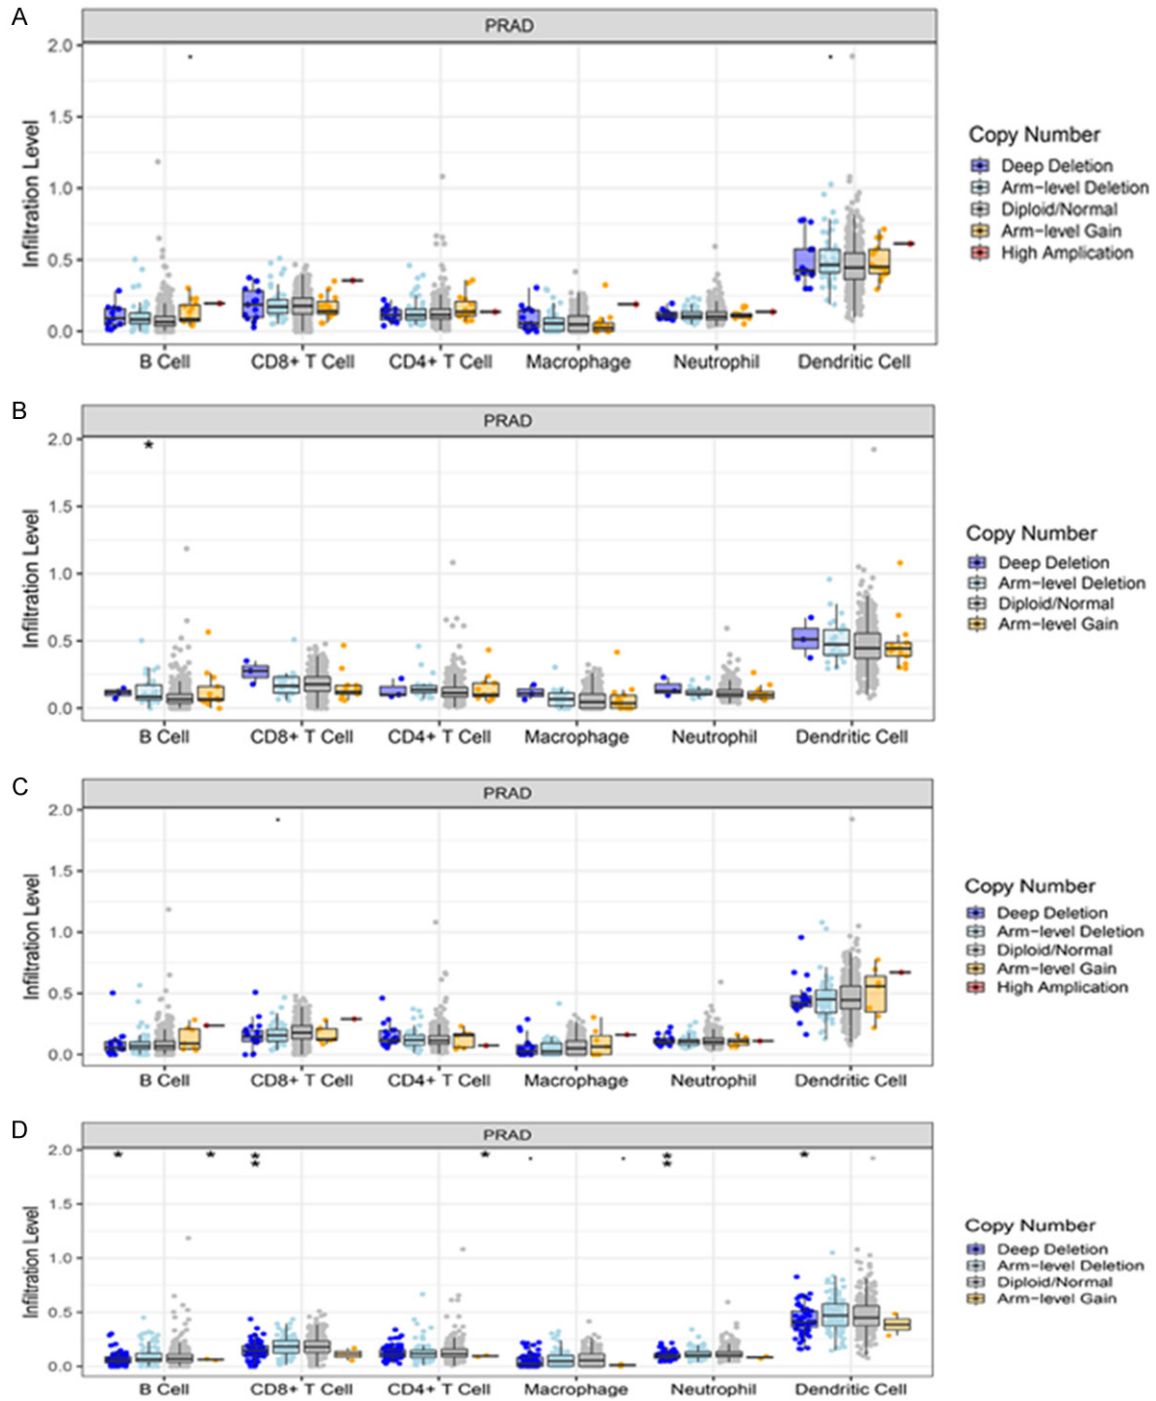 A
PRAD
2.0
1.5
1.0
0.5
0.0
Infiltration Level
B Cell CD8+ T Cell CD4+ T Cell Macrophage Neutrophil Dendritic Cell
Copy Number
Deep Deletion
Arm-level Deletion
Diploid/Normal
Arm-level Gain
High Amplication
B
PRAD
*
2.0
1.5
1.0
0.5
0.0
Infiltration Level
B Cell CD8+ T Cell CD4+ T Cell Macrophage Neutrophil Dendritic Cell
Copy Number
Deep Deletion
Arm-level Deletion
Diploid/Normal
Arm-level Gain
C
PRAD
2.0
1.5
1.0
0.5
0.0
Infiltration Level
B Cell CD8+ T Cell CD4+ T Cell Macrophage Neutrophil Dendritic Cell
Copy Number
Deep Deletion
Arm-level Deletion
Diploid/Normal
Arm-level Gain
High Amplication
D
PRAD
* * ** * ** *
2.0
1.5
1.0
0.5
0.0
Infiltration Level
B Cell CD8+ T Cell CD4+ T Cell Macrophage Neutrophil Dendritic Cell
Copy Number
Deep Deletion
Arm-level Deletion
Diploid/Normal
Arm-level Gain